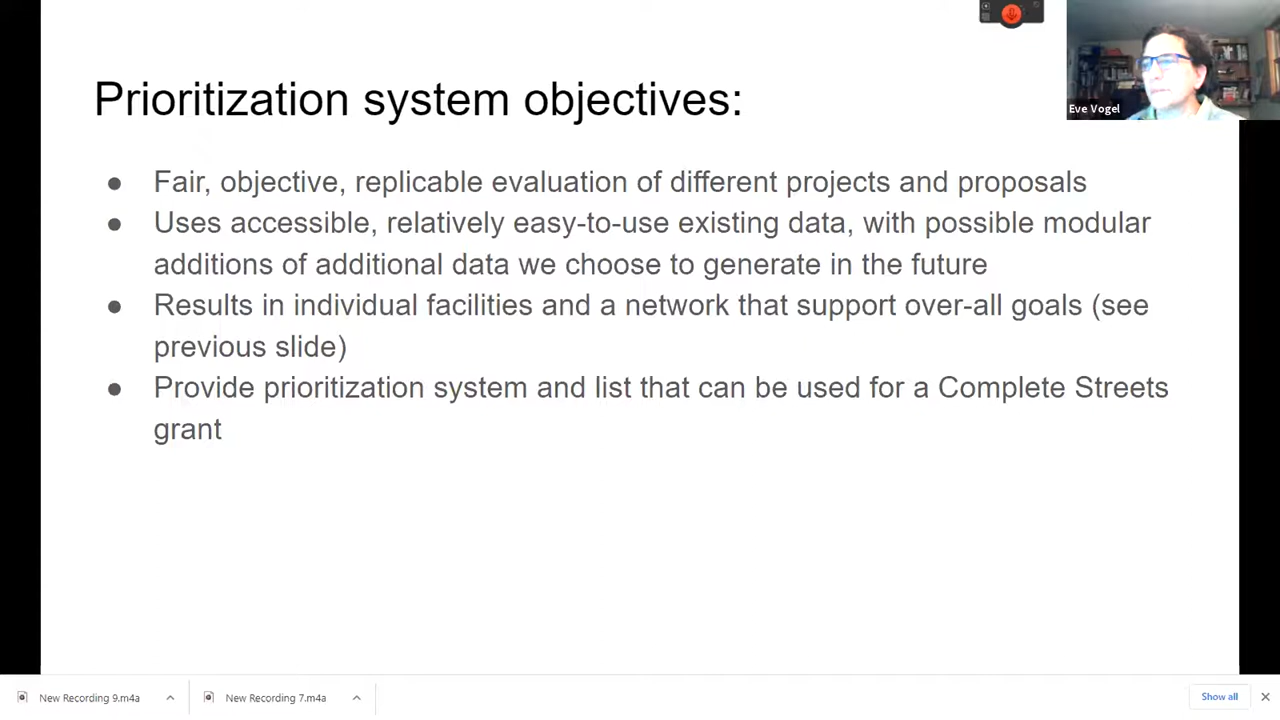 Prioritization system objectives:
Eve Vogel
● Fair, objective, replicable evaluation of different projects and proposals
● Uses accessible, relatively easy-to-use existing data, with possible modular
additions of additional data we choose to generate in the future
● Results in individual facilities and a network that support over-all goals (see
previous slide)
● Provide prioritization system and list that can be used for a Complete Streets
grant
New Recording 9.m4a
New Recording 7.m4a
Show all